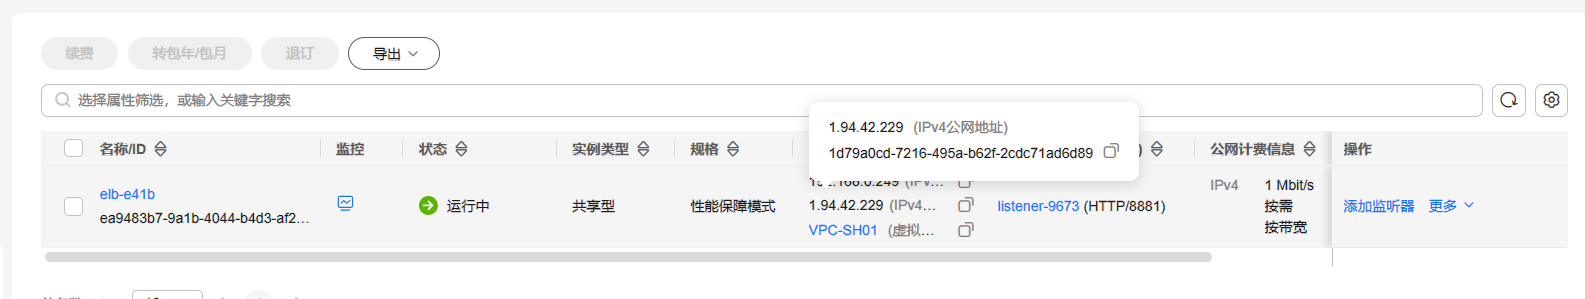 续费 转包年/包月 退订 导出
选择属性筛选，或输入关键字搜索
1.94.42.229 (IPv4公网地址)
1d79a0cd-7216-495a-b62f-2cdc71ad6d89
名称/ID 监控 状态 实例类型 规格 公网计费信息 操作
elb-e41b
ea9483b7-9a1b-4044-b4d3-af2...
运行中
共享型
性能保障模式
1.94.42.229 (IPv4...
VPC-SH01 (虚拟...
listener-9673 (HTTP/8881)
IPv4 1 Mbit/s
按需
按带宽
添加监听器 更多